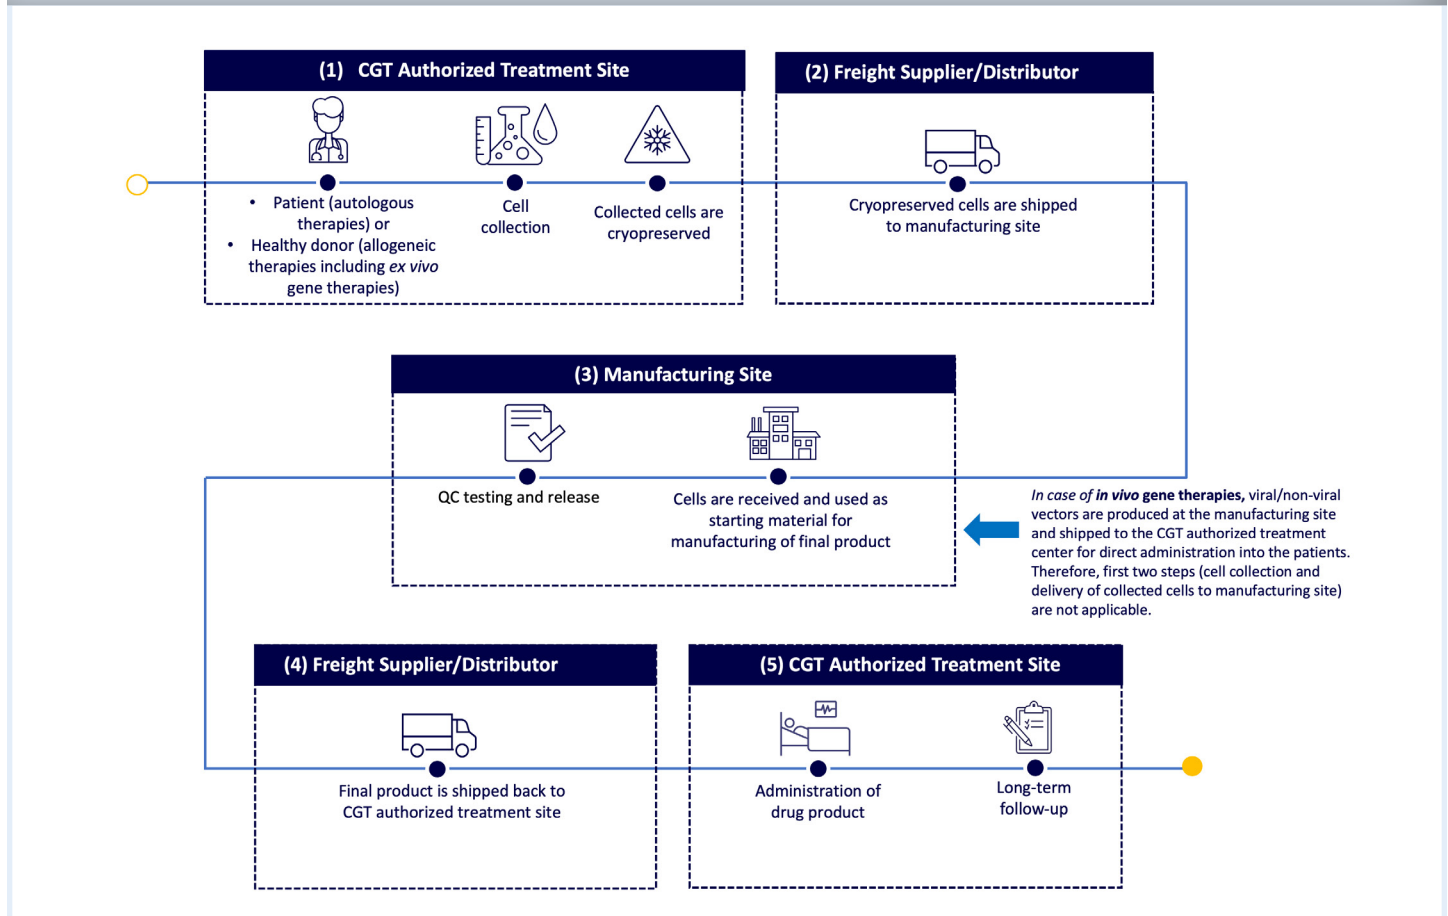 (1) CGT Authorized Treatment Site
• Patient (autologous
therapies) or
• Healthy donor (allogeneic
therapies including ex vivo
gene therapies)
Cell
collection
Collected cells are
cryopreserved
(2) Freight Supplier/Distributor
Cryopreserved cells are shipped
to manufacturing site
(3) Manufacturing Site
QC testing and release
Cells are received and used as
starting material for
manufacturing of final product
In case of in vivo gene therapies, viral/non-viral
vectors are produced at the manufacturing site
and shipped to the CGT authorized treatment
center for direct administration into the patients.
Therefore, first two steps (cell collection and
delivery of collected cells to manufacturing site)
are not applicable.
(4) Freight Supplier/Distributor
Final product is shipped back to
CGT authorized treatment site
(5) CGT Authorized Treatment Site
Administration of
drug product
Long-term
follow-up